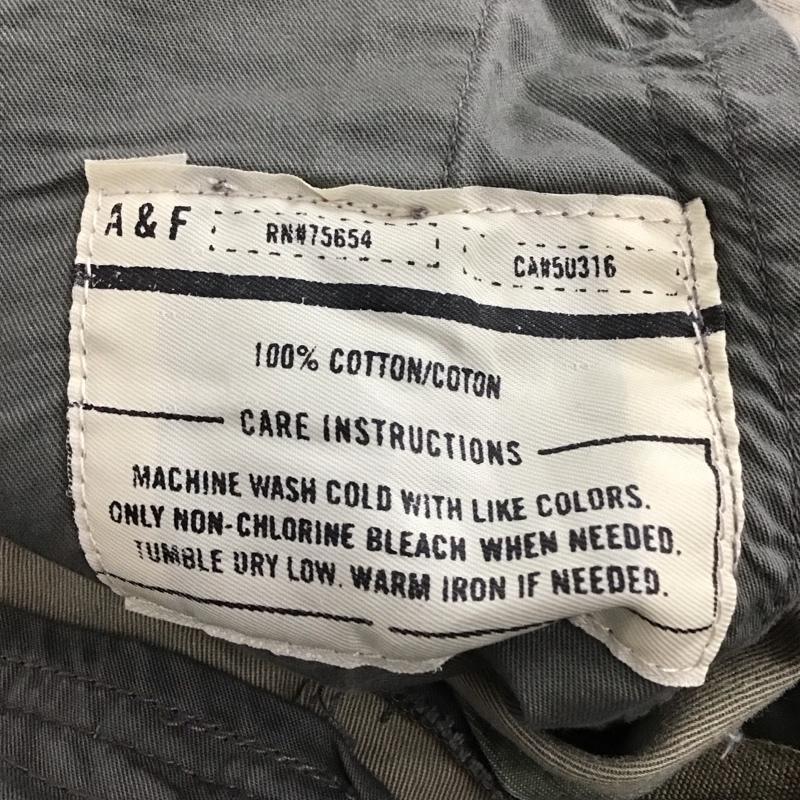 A & F RN#75654 CA#50316
100% COTTON/COTON
CARE INSTRUCTIONS
MACHINE WASH COLD WITH LIKE COLORS.
ONLY NON-CHLORINE BLEACH WHEN NEEDED.
TUMBLE DRY LOW. WARM IRON IF NEEDED.